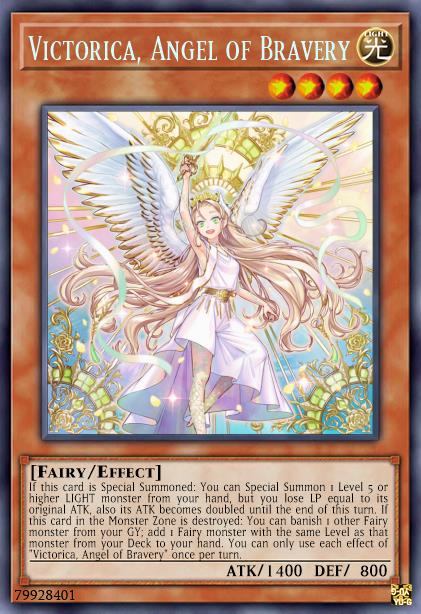 Victorica, Angel of Bravery
LIGHT
光
[Fairy/Effect]
If this card is Special Summoned: You can Special Summon 1 Level 5 or
higher LIGHT monster from your hand, but you lose LP equal to its
original ATK, also its ATK becomes doubled until the end of this turn. If
this card in the Monster Zone is destroyed: You can banish 1 other Fairy
monster from your GY; add 1 Fairy monster with the same Level as that
monster from your Deck to your hand. You can only use each effect of
"Victorica, Angel of Bravery" once per turn.
ATK/1400 DEF/ 800
79928401